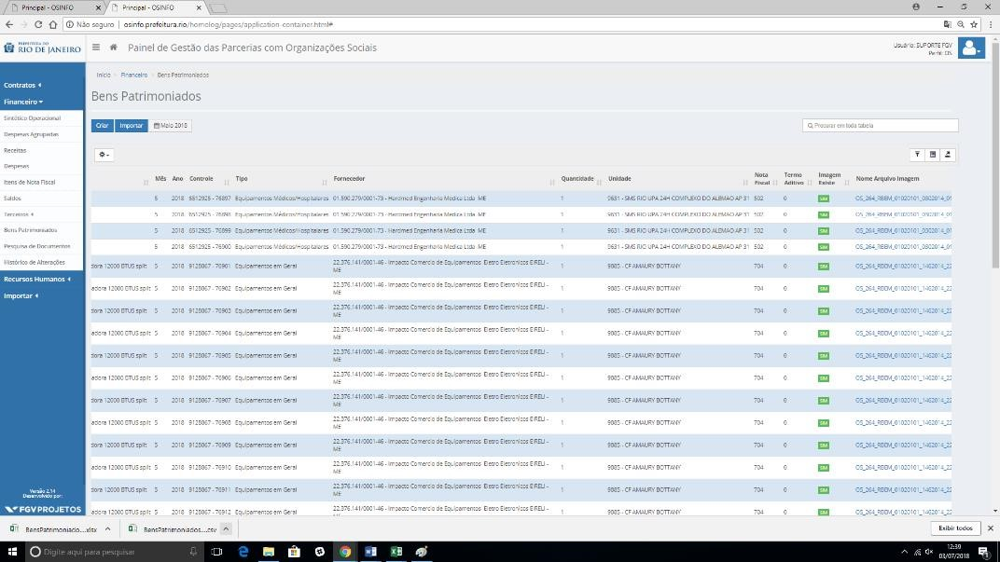 Principal - OSINFO
Principal - OSINFO
Não seguro | osinfo.prefeitura.rio/homolog/pages/application-container.html#
PREFEITURA DO
RIO DE JANEIRO
Painel de Gestão das Parcerias com Organizações Sociais
Usuário: SUPORTE FGV
Perfil: OS
Contratos
Financeiro
Sintético Operacional
Despesas Agrupadas
Receitas
Despesas
Itens de Nota Fiscal
Saldos
Terceiros
Bens Patrimoniados
Pesquisa de Documentos
Histórico de Alterações
Recursos Humanos
Importar
Versão 2.14
Desenvolvido por:
FGV PROJETOS
Início > Financeiro > Bens Patrimoniados
Bens Patrimoniados
Criar Importar Maio 2018
Procurar em toda tabela
Mês Ano Controle Tipo Fornecedor Quantidade Unidade Nota Fiscal Termo Aditivo Imagem Existe Nome Arquivo Imagem
5 2018 6512925 - 76897 Equipamentos Médicos/Hospitalares 01.590.279/0001-73 - Hardmed Engenharia Medica Ltda ME 1 9631 - SMS RIO UPA 24H COMPLEXO DO ALEMAO AP 31 502 0 SIM OS_264_RBEM_01020101_0302014_01
5 2018 6512925 - 76898 Equipamentos Médicos/Hospitalares 01.590.279/0001-73 - Hardmed Engenharia Medica Ltda ME 1 9631 - SMS RIO UPA 24H COMPLEXO DO ALEMAO AP 31 502 0 SIM OS_264_RBEM_01020101_0302014_01
5 2018 6512925 - 76899 Equipamentos Médicos/Hospitalares 01.590.279/0001-73 - Hardmed Engenharia Medica Ltda ME 1 9631 - SMS RIO UPA 24H COMPLEXO DO ALEMAO AP 31 502 0 SIM OS_264_RBEM_01020101_0302014_01
5 2018 6512925 - 76900 Equipamentos Médicos/Hospitalares 01.590.279/0001-73 - Hardmed Engenharia Medica Ltda ME 1 9631 - SMS RIO UPA 24H COMPLEXO DO ALEMAO AP 31 502 0 SIM OS_264_RBEM_01020101_0302014_01
dora 12000 BTUS split 5 2018 9128067 - 76901 Equipamentos em Geral 22.376.141/0001-46 - Impacto Comercio de Equipamentos Eletro Eletronicos EIRELI - ME 1 9885 - CF AMAURY BOTTANY 704 0 SIM OS_264_RBEM_01020101_1462014_22
adora 12000 BTUS split 5 2018 9128067 - 76902 Equipamentos em Geral 22.376.141/0001-46 - Impacto Comercio de Equipamentos Eletro Eletronicos EIRELI - ME 1 9885 - CF AMAURY BOTTANY 704 0 SIM OS_264_RBEM_01020101_1462014_22
dora 12000 BTUS split 5 2018 9128067 - 76903 Equipamentos em Geral 22.376.141/0001-46 - Impacto Comercio de Equipamentos Eletro Eletronicos EIRELI - ME 1 9885 - CF AMAURY BOTTANY 704 0 SIM OS_264_RBEM_01020101_1462014_22
adora 12000 BTUS split 5 2018 9128067 - 76904 Equipamentos em Geral 22.376.141/0001-46 - Impacto Comercio de Equipamentos Eletro Eletronicos EIRELI - ME 1 9885 - CF AMAURY BOTTANY 704 0 SIM OS_264_RBEM_01020101_1462014_22
adora 12000 BTUS split 5 2018 9128067 - 76905 Equipamentos em Geral 22.376.141/0001-46 - Impacto Comercio de Equipamentos Eletro Eletronicos EIRELI - ME 1 9885 - CF AMAURY BOTTANY 704 0 SIM OS_264_RBEM_01020101_1462014_22
adora 12000 BTUS split 5 2018 9128067 - 76906 Equipamentos em Geral 22.376.141/0001-46 - Impacto Comercio de Equipamentos Eletro Eletronicos EIRELI - ME 1 9885 - CF AMAURY BOTTANY 704 0 SIM OS_264_RBEM_01020101_1462014_22
adora 12000 BTUS split 5 2018 9128067 - 76907 Equipamentos em Geral 22.376.141/0001-46 - Impacto Comercio de Equipamentos Eletro Eletronicos EIRELI - ME 1 9885 - CF AMAURY BOTTANY 704 0 SIM OS_264_RBEM_01020101_1462014_22
adora 12000 BTUS split 5 2018 9128067 - 76908 Equipamentos em Geral 22.376.141/0001-46 - Impacto Comercio de Equipamentos Eletro Eletronicos EIRELI - ME 1 9885 - CF AMAURY BOTTANY 704 0 SIM OS_264_RBEM_01020101_1462014_22
adora 12000 BTUS split 5 2018 9128067 - 76909 Equipamentos em Geral 22.376.141/0001-46 - Impacto Comercio de Equipamentos Eletro Eletronicos EIRELI - ME 1 9885 - CF AMAURY BOTTANY 704 0 SIM OS_264_RBEM_01020101_1462014_22
adora 12000 BTUS split 5 2018 9128067 - 76910 Equipamentos em Geral 22.376.141/0001-46 - Impacto Comercio de Equipamentos Eletro Eletronicos EIRELI - ME 1 9885 - CF AMAURY BOTTANY 704 0 SIM OS_264_RBEM_01020101_1462014_22
dora 12000 BTUS split 5 2018 9128067 - 76911 Equipamentos em Geral 22.376.141/0001-46 - Impacto Comercio de Equipamentos Eletro Eletronicos EIRELI - ME 1 9885 - CF AMAURY BOTTANY 704 0 SIM OS_264_RBEM_01020101_1462014_22
adora 12000 BTUS split 5 2018 9128067 - 76912 Equipamentos em Geral 22.376.141/0001-46 - Impacto Comercio de Equipamentos Eletro Eletronicos EIRELI - 1 9885 - CF AMAURY BOTTANY 704 0 SIM OS_264_RBEM_01020101_1462014_22
BensPatrimoniado....xlsx
BensPatrimoniados....csv
Exibir todos
Digite aqui para pesquisar
12:39
03/07/2018